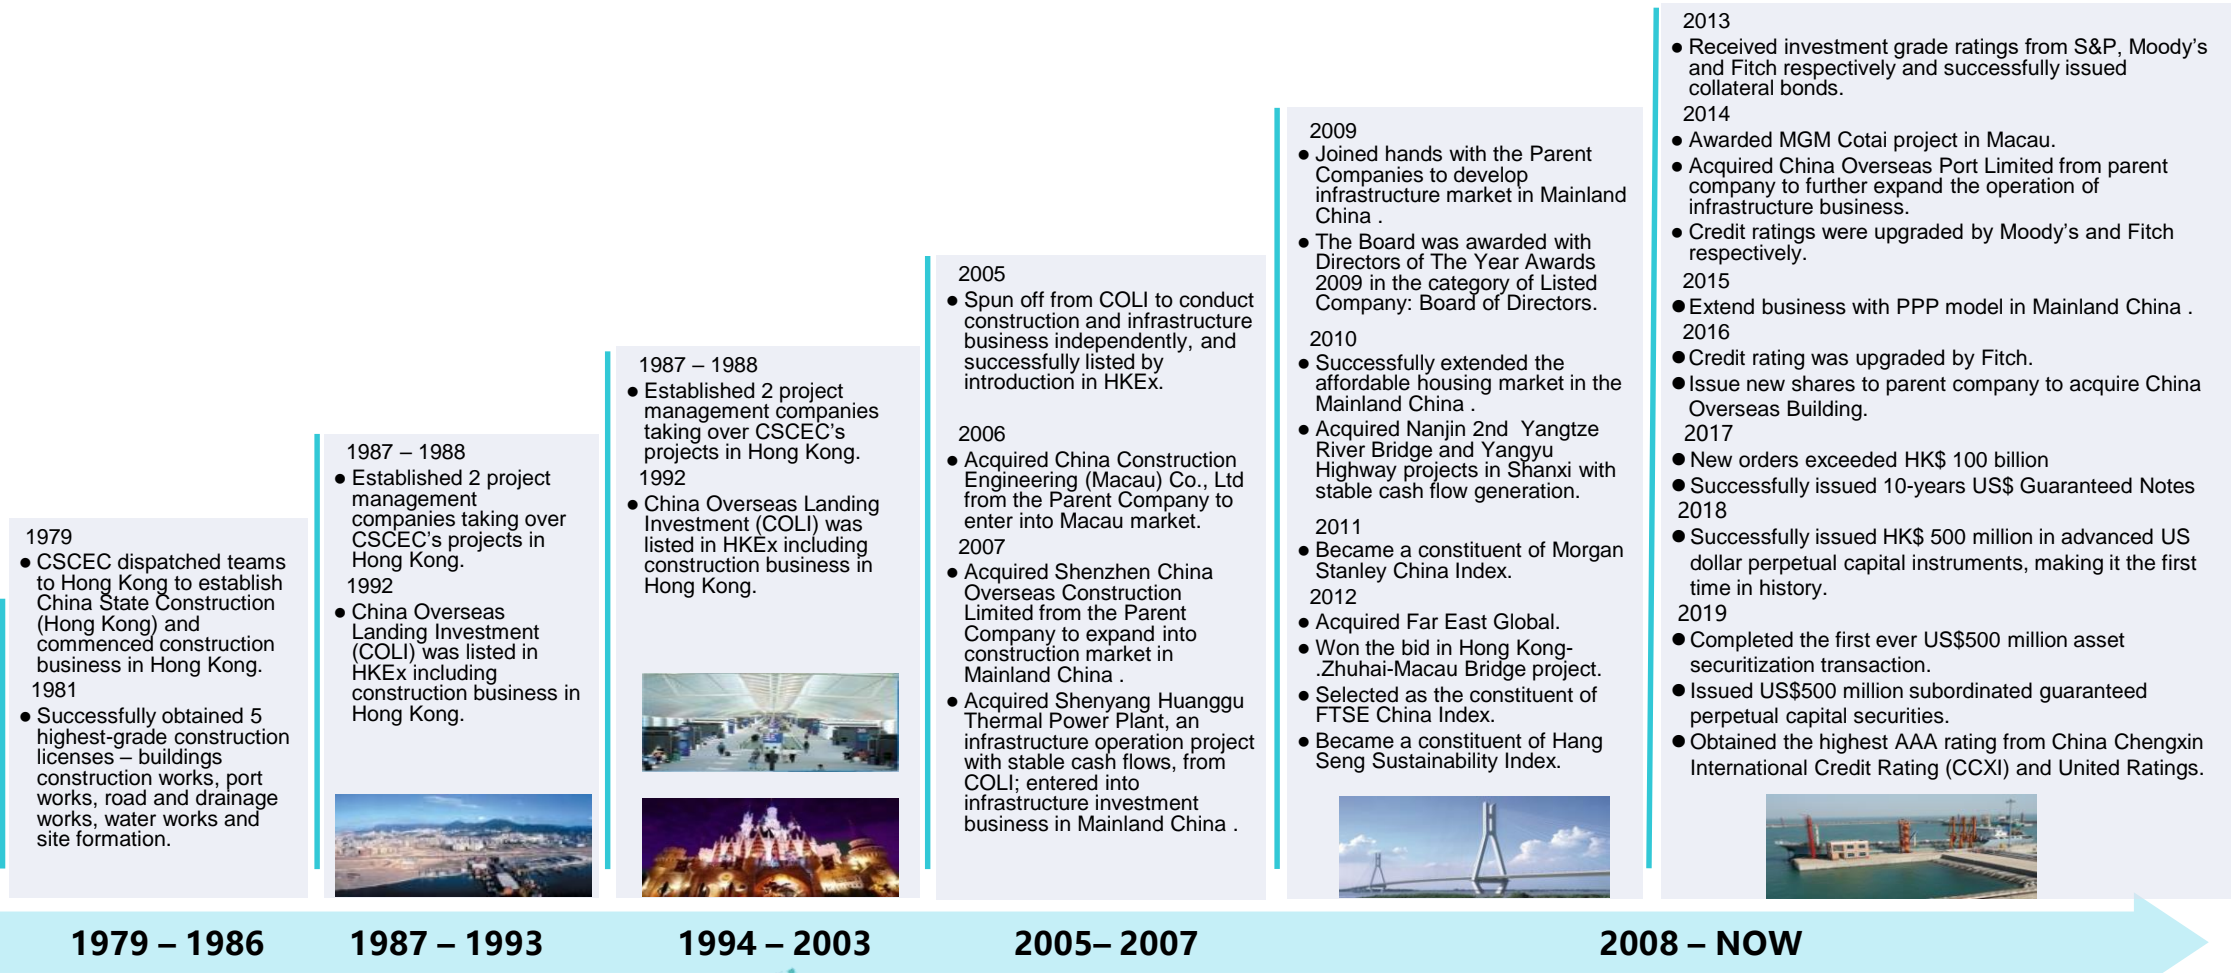 1979
● CSCEC dispatched teams
to Hong Kong to establish
China State Construction
(Hong Kong) and
commenced construction
business in Hong Kong.
1981
● Successfully obtained 5
highest-grade construction
licenses – buildings
construction works, port
works, road and drainage
works, water works and
site formation.
1987 – 1988
● Established 2 project
management
companies taking over
CSCEC's projects in
Hong Kong.
1992
● China Overseas
Landing Investment
(COLI) was listed in
HKEx including
construction business in
Hong Kong.
1987 – 1988
● Established 2 project
management companies
taking over CSCEC's
projects in Hong Kong.
1992
● China Overseas Landing
Investment (COLI) was
listed in HKEx including
construction business in
Hong Kong.
2005
● Spun off from COLI to conduct
construction and infrastructure
business independently, and
successfully listed by
introduction in HKEx.
2006
● Acquired China Construction
Engineering (Macau) Co., Ltd
from the Parent Company to
enter into Macau market.
2007
● Acquired Shenzhen China
Overseas Construction
Limited from the Parent
Company to expand into
construction market in
Mainland China .
● Acquired Shenyang Huanggu
Thermal Power Plant, an
infrastructure operation project
with stable cash flows, from
COLI; entered into
infrastructure investment
business in Mainland China .
2009
● Joined hands with the Parent
Companies to develop
infrastructure market in Mainland
China .
● The Board was awarded with
Directors of The Year Awards
2009 in the category of Listed
Company: Board of Directors.
2010
● Successfully extended the
affordable housing market in the
Mainland China .
● Acquired Nanjin 2nd Yangtze
River Bridge and Yangyu
Highway projects in Shanxi with
stable cash flow generation.
2011
● Became a constituent of Morgan
Stanley China Index.
2012
● Acquired Far East Global.
● Won the bid in Hong Kong-
.Zhuhai-Macau Bridge project.
● Selected as the constituent of
FTSE China Index.
● Became a constituent of Hang
Seng Sustainability Index.
2013
● Received investment grade ratings from S&P, Moody's
and Fitch respectively and successfully issued
collateral bonds.
2014
● Awarded MGM Cotai project in Macau.
● Acquired China Overseas Port Limited from parent
company to further expand the operation of
infrastructure business.
● Credit ratings were upgraded by Moody's and Fitch
respectively.
2015
● Extend business with PPP model in Mainland China .
2016
● Credit rating was upgraded by Fitch.
● Issue new shares to parent company to acquire China
Overseas Building.
2017
● New orders exceeded HK$ 100 billion
● Successfully issued 10-years US$ Guaranteed Notes
2018
● Successfully issued HK$ 500 million in advanced US
dollar perpetual capital instruments, making it the first
time in history.
2019
● Completed the first ever US$500 million asset
securitization transaction.
● Issued US$500 million subordinated guaranteed
perpetual capital securities.
● Obtained the highest AAA rating from China Chengxin
International Credit Rating (CCXI) and United Ratings.
1979 – 1986
1987 – 1993
1994 – 2003
2005– 2007
2008 – NOW